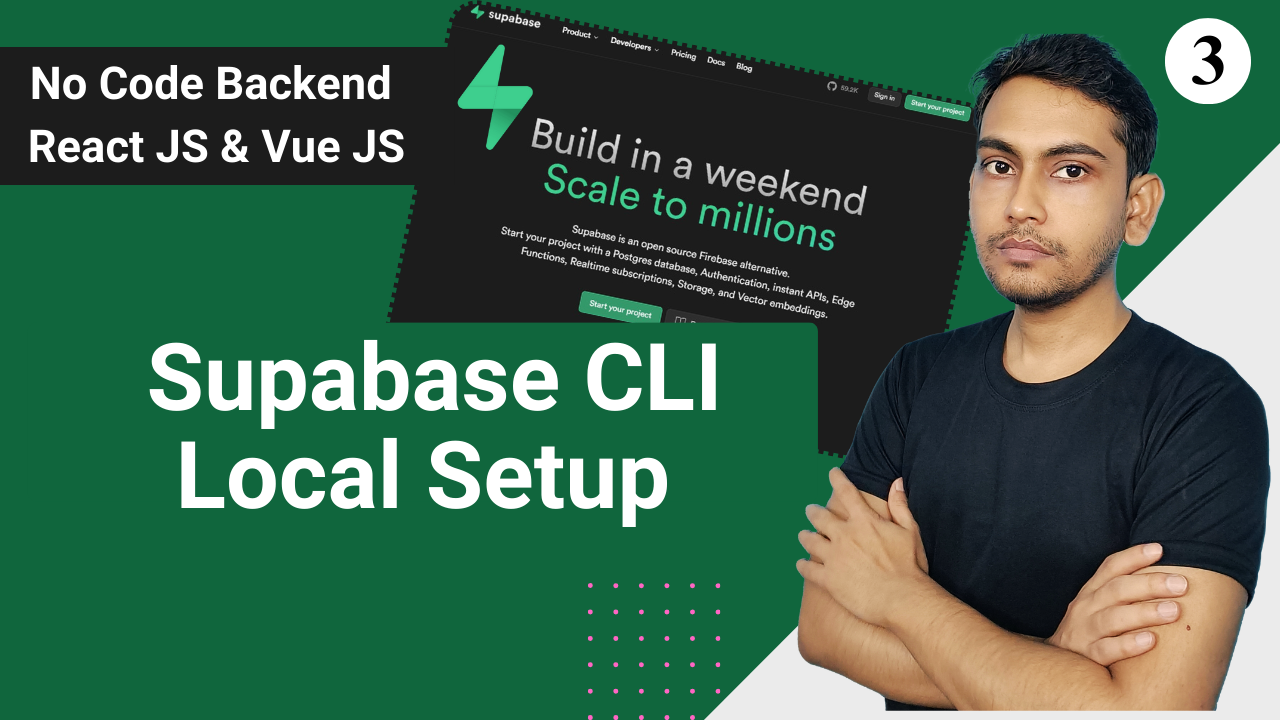 No Code Backend
React JS & Vue JS
supabase
Product
Developers
Pricing
Docs
Blog
59.2K
Sign in
Start your project
Build in a weekend
Scale to millions
Supabase is an open source Firebase alternative.
Start your project with a Postgres database, Authentication, instant APIs, Edge
Functions, Realtime subscriptions, Storage, and Vector embeddings.
Start your project
3
Supabase CLI
Local Setup